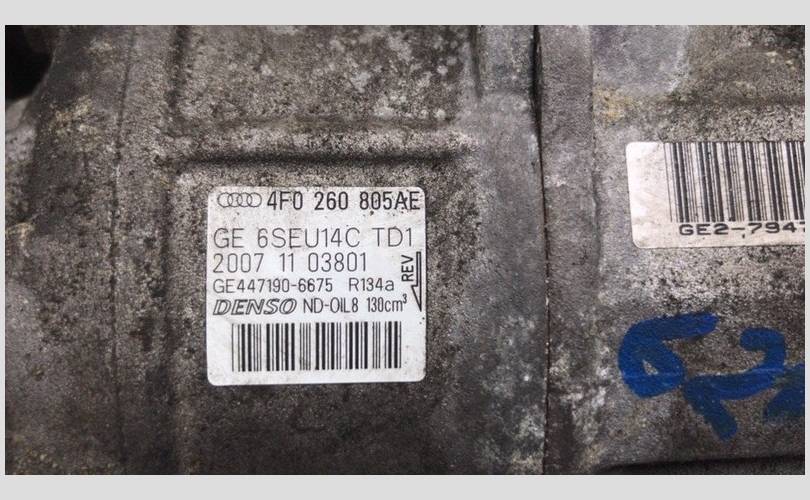 4F0 260 805AE
GE 6SEU14C TD1
2007 11 03801
REV
GE447190-6675 R134a
DENSO ND-OIL8 130cm³
GE2-794